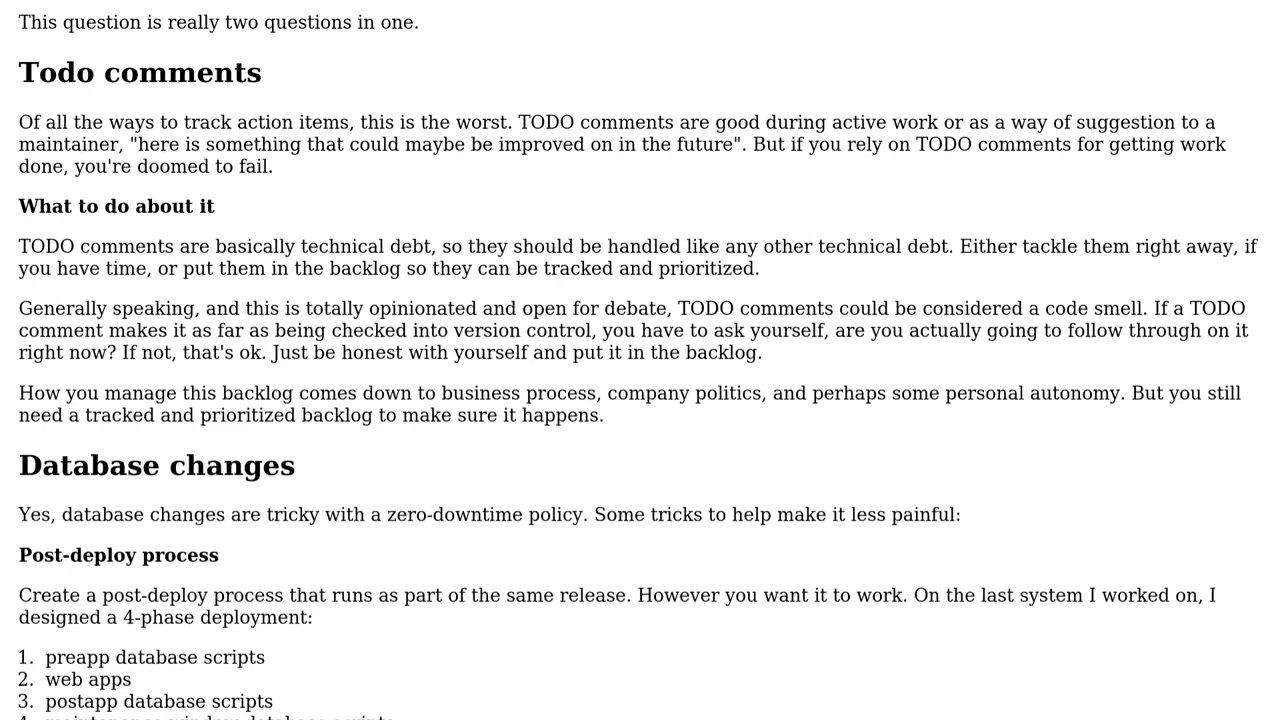 This question is really two questions in one.
Todo comments
Of all the ways to track action items, this is the worst. TODO comments are good during active work or as a way of suggestion to a
maintainer, "here is something that could maybe be improved on in the future". But if you rely on TODO comments for getting work
done, you're doomed to fail.
What to do about it
TODO comments are basically technical debt, so they should be handled like any other technical debt. Either tackle them right away, if
you have time, or put them in the backlog so they can be tracked and prioritized.
Generally speaking, and this is totally opinionated and open for debate, TODO comments could be considered a code smell. If a TODO
comment makes it as far as being checked into version control, you have to ask yourself, are you actually going to follow through on it
right now? If not, that's ok. Just be honest with yourself and put it in the backlog.
How you manage this backlog comes down to business process, company politics, and perhaps some personal autonomy. But you still
need a tracked and prioritized backlog to make sure it happens.
Database changes
Yes, database changes are tricky with a zero-downtime policy. Some tricks to help make it less painful:
Post-deploy process
Create a post-deploy process that runs as part of the same release. However you want it to work. On the last system I worked on, I
designed a 4-phase deployment:
1. preapp database scripts
2. web apps
3. postapp database scripts